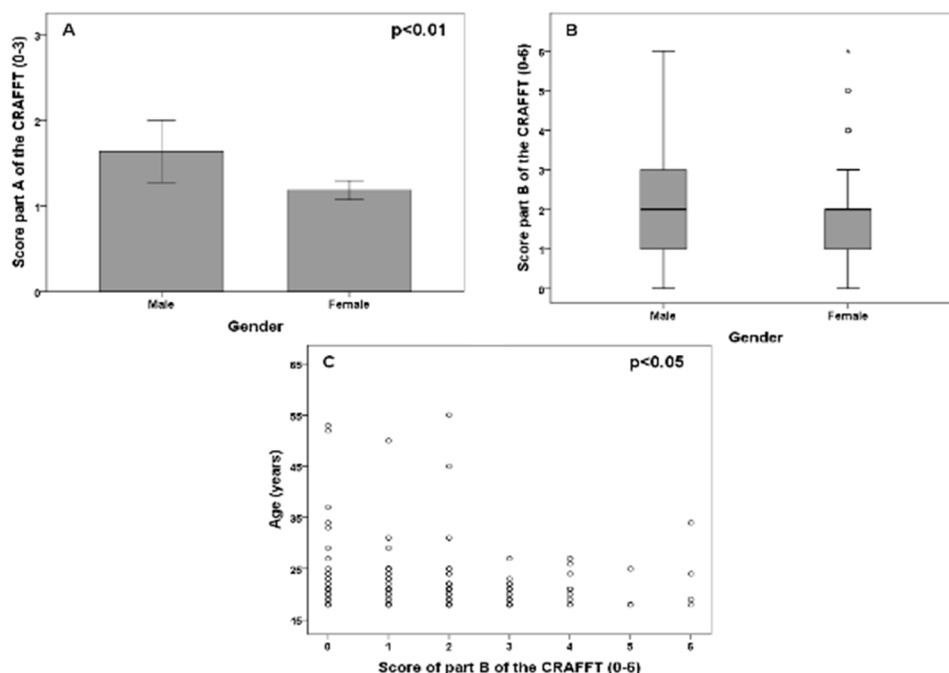 A
p<0.01
Score part A of the CRAFFT (0-3)
3
2
1
0
Male
Female
Gender
B
Score part B of the CRAFFT (0-6)
6
5
4
3
2
1
0
Male
Female
Gender
C
p<0.05
Age (years)
65
55
45
35
25
15
0
1
2
3
4
5
6
Score of part B of the CRAFFT (0-6)